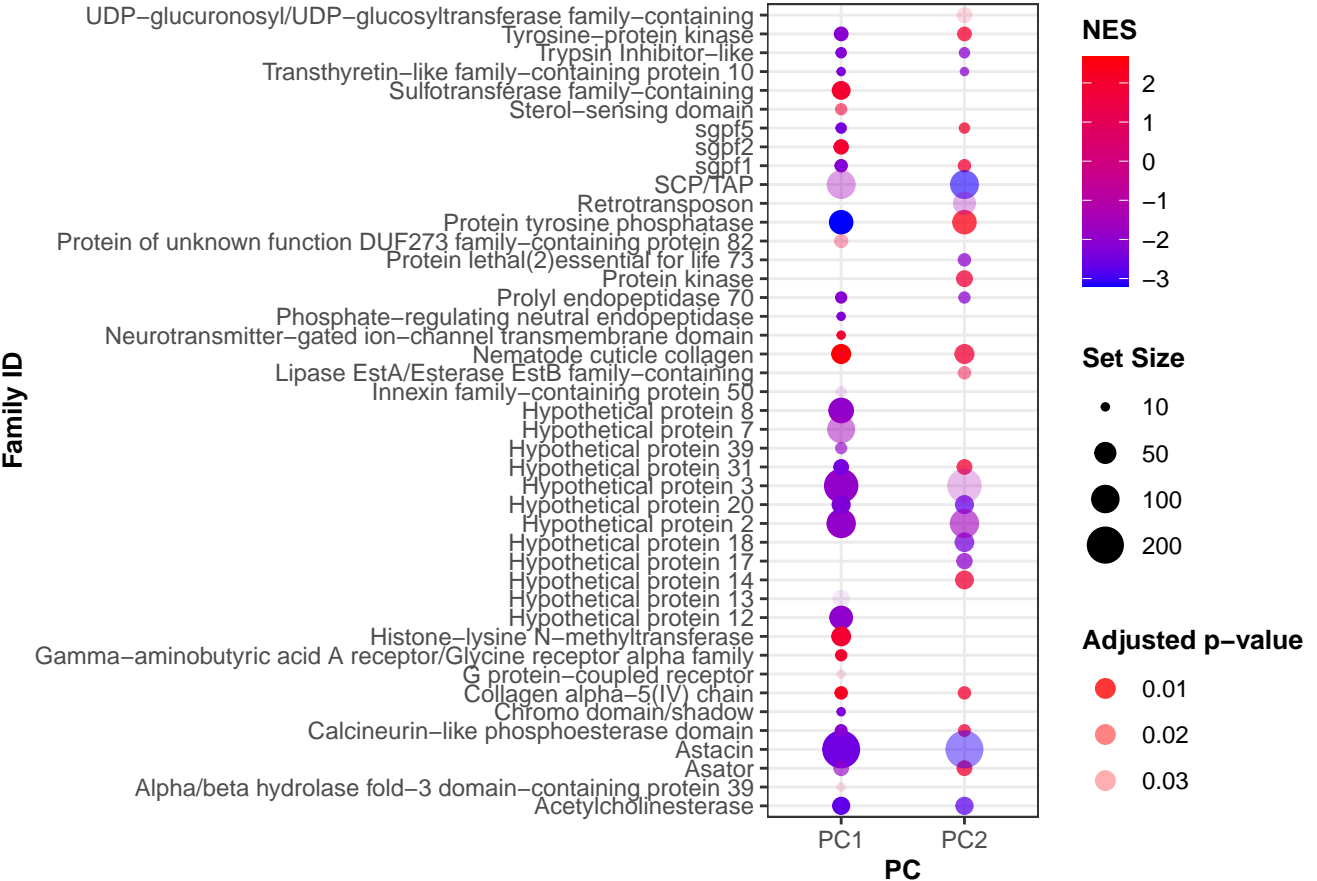 UDP−glucuronosyl/UDP−glucosyltransferase family−containing
Tyrosine−protein kinase
Trypsin Inhibitor−like
Transthyretin−like family−containing protein 10
Sulfotransferase family−containing
Sterol−sensing domain
sgpf5
sgpf2
sgpf1
SCP/TAP
Retrotransposon
Protein tyrosine phosphatase
Protein of unknown function DUF273 family−containing protein 82
Protein lethal(2)essential for life 73
Protein kinase
Prolyl endopeptidase 70
Phosphate−regulating neutral endopeptidase
Neurotransmitter−gated ion−channel transmembrane domain
Nematode cuticle collagen
Lipase EstA/Esterase EstB family−containing
Innexin family−containing protein 50
Hypothetical protein 8
Hypothetical protein 7
Hypothetical protein 39
Hypothetical protein 31
Hypothetical protein 3
Hypothetical protein 20
Hypothetical protein 2
Hypothetical protein 18
Hypothetical protein 17
Hypothetical protein 14
Hypothetical protein 13
Hypothetical protein 12
Histone−lysine N−methyltransferase
Gamma−aminobutyric acid A receptor/Glycine receptor alpha family
G protein−coupled receptor
Collagen alpha−5(IV) chain
Chromo domain/shadow
Calcineurin−like phosphoesterase domain
Astacin
Asator
Alpha/beta hydrolase fold−3 domain−containing protein 39
Acetylcholinesterase
Family ID
PC1
PC2
PC
NES
2
1
0
−1
−2
−3
Set Size
10
50
100
200
Adjusted p−value
0.01
0.02
0.03